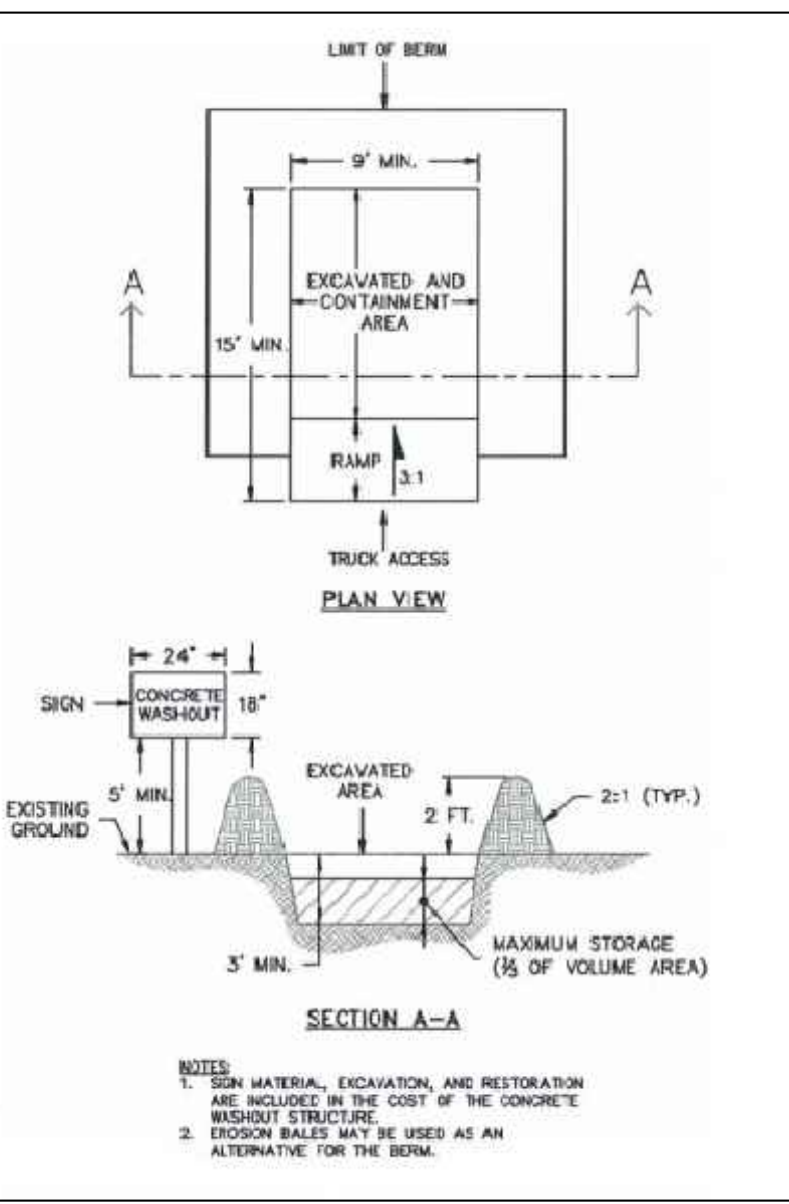 LIMIT OF BERM
9' MIN.
A
A
EXCAVATED AND
CONTAINMENT
AREA
15' MIN.
RAMP
3:1
TRUCK ACCESS
PLAN VIEW
24"
SIGN
CONCRETE
WASHOUT
18"
5' MIN.
EXCAVATED
AREA
2 FT.
2:1 (TYP.)
EXISTING
GROUND
3' MIN.
MAXIMUM STORAGE
(⅓ OF VOLUME AREA)
SECTION A-A
NOTES:
1. SIGN MATERIAL, EXCAVATION, AND RESTORATION
ARE INCLUDED IN THE COST OF THE CONCRETE
WASHOUT STRUCTURE.
2. EROSION BALES MAY BE USED AS AN
ALTERNATIVE FOR THE BERM.